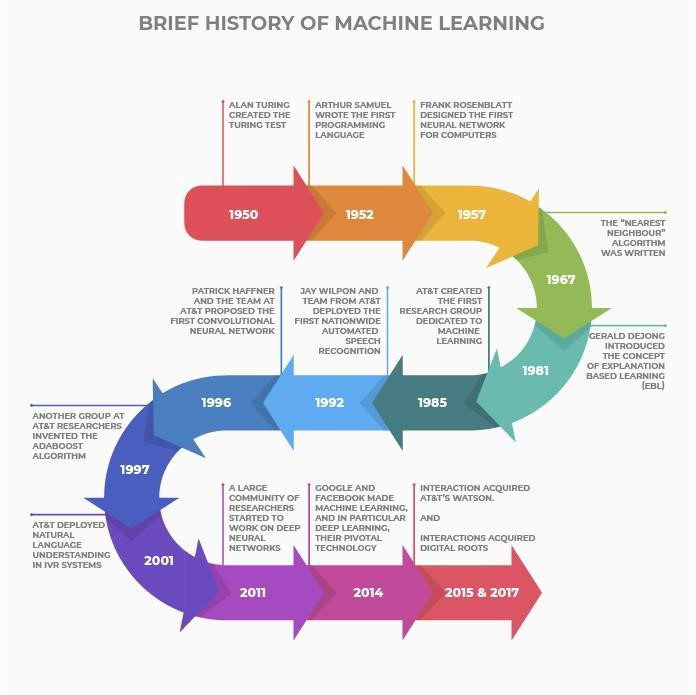 BRIEF HISTORY OF MACHINE LEARNING
ALAN TURING
CREATED THE
TURING TEST
ARTHUR SAMUEL
WROTE THE FIRST
PROGRAMMING
LANGUAGE
FRANK ROSENBLATT
DESIGNED THE FIRST
NEURAL NETWORK
FOR COMPUTERS
1950
1952
1957
THE “NEAREST
NEIGHBOUR”
ALGORITHM
WAS WRITTEN
1967
GERALD DEJONG
INTRODUCED
THE CONCEPT
OF EXPLANATION
BASED LEARNING
(EBL)
1981
AT&T CREATED
THE FIRST
RESEARCH GROUP
DEDICATED TO
MACHINE
LEARNING
1985
JAY WILPON AND
TEAM FROM AT&T
DEPLOYED THE
FIRST NATIONWIDE
AUTOMATED
SPEECH
RECOGNITION
1992
PATRICK HAFFNER
AND THE TEAM AT
AT&T PROPOSED THE
FIRST CONVOLUTIONAL
NEURAL NETWORK
1996
ANOTHER GROUP AT
AT&T RESEARCHERS
INVENTED THE
ADABOOST
ALGORITHM
1997
AT&T DEPLOYED
NATURAL
LANGUAGE
UNDERSTANDING
IN IVR SYSTEMS
2001
A LARGE
COMMUNITY OF
RESEARCHERS
STARTED TO
WORK ON DEEP
NEURAL
NETWORKS
2011
GOOGLE AND
FACEBOOK MADE
MACHINE LEARNING,
AND IN PARTICULAR
DEEP LEARNING,
THEIR PIVOTAL
TECHNOLOGY
2014
INTERACTION ACQUIRED
AT&T’S WATSON.
AND
INTERACTIONS ACQUIRED
DIGITAL ROOTS
2015 & 2017